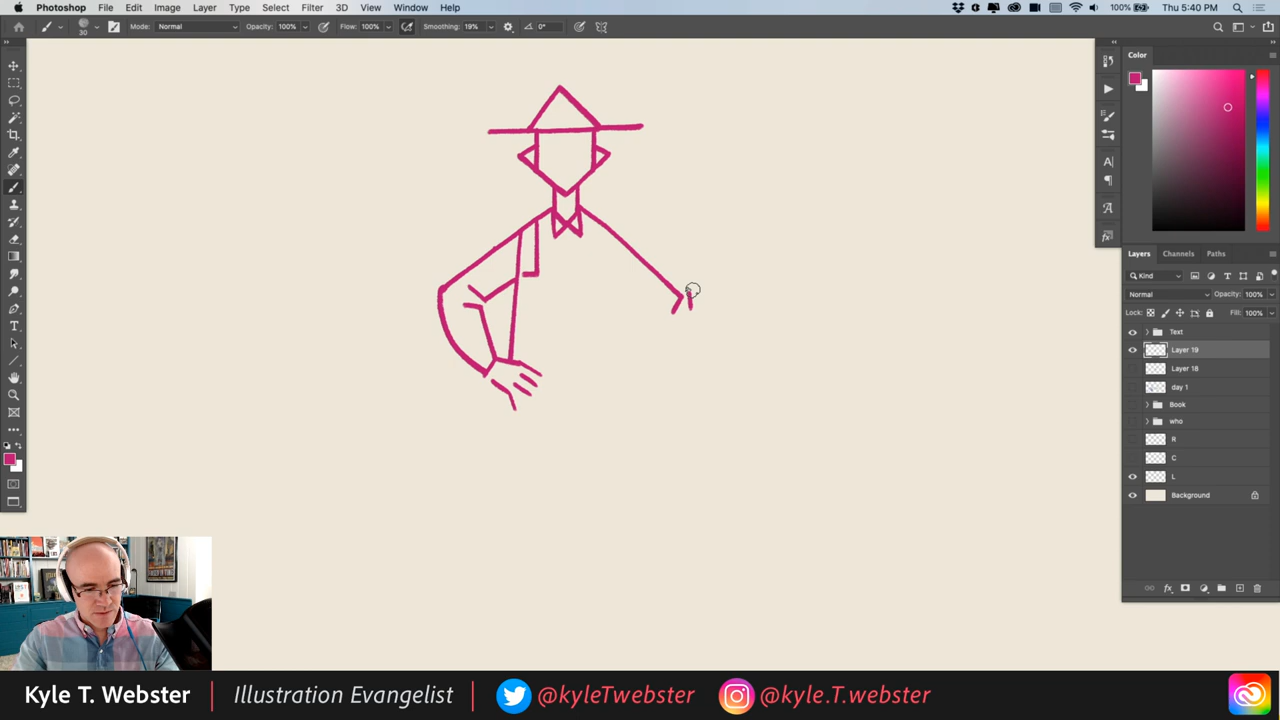 Photoshop File Edit Image Layer Type Select Filter 3D View Window Help 100% Thu 5:40 PM
30 Mode: Normal Opacity: 100% Flow: 100% Smoothing: 19% 0°
Color
Layers Channels Paths
Kind
Normal Opacity: 100%
Lock: Fill: 100%
Text
Layer 19
Layer 18
day 1
Book
who
R
C
L
Background
Kyle T. Webster | Illustration Evangelist @kyleTwebster @kyle.T.webster